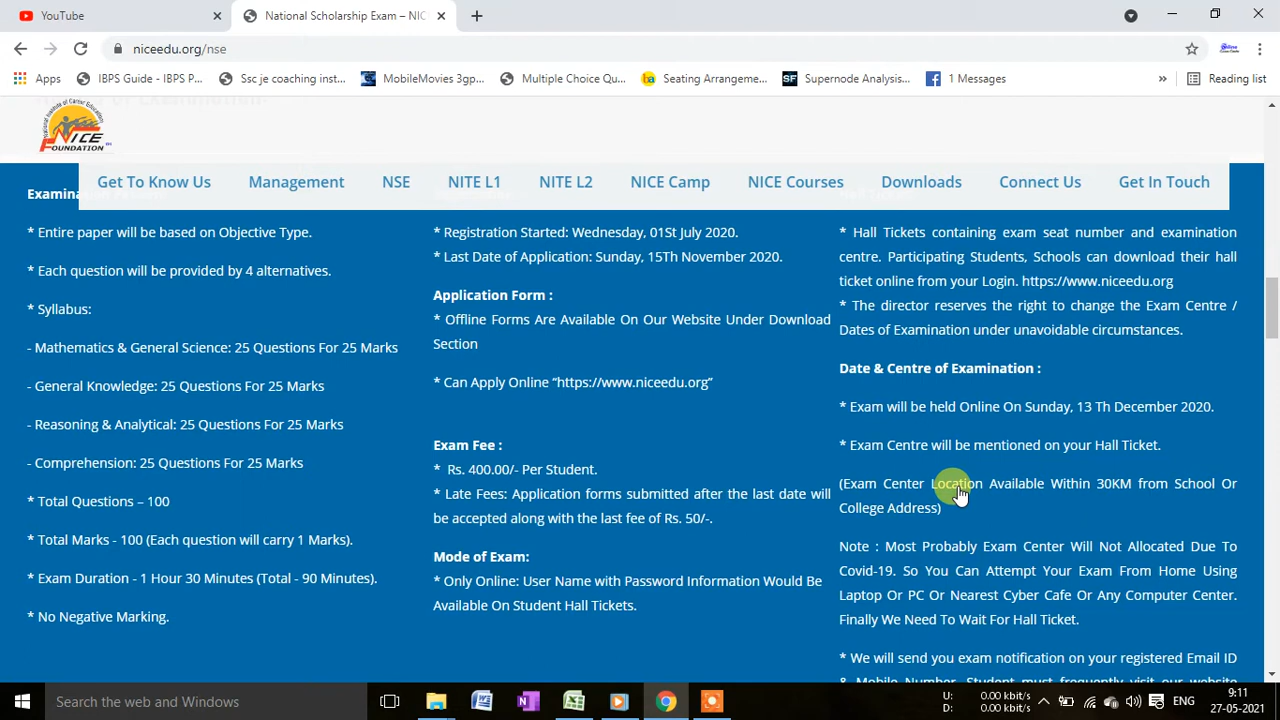 YouTube
National Scholarship Exam – NIC
niceedu.org/nse
Apps
IBPS Guide - IBPS P...
Ssc je coaching inst...
MobileMovies 3gp...
Multiple Choice Qu...
Seating Arrangeme...
Supernode Analysis...
1 Messages
»
Reading list
NICE
FOUNDATION
Get To Know Us
Management
NSE
NITE L1
NITE L2
NICE Camp
NICE Courses
Downloads
Connect Us
Get In Touch
* Entire paper will be based on Objective Type.
* Each question will be provided by 4 alternatives.
* Syllabus:
- Mathematics & General Science: 25 Questions For 25 Marks
- General Knowledge: 25 Questions For 25 Marks
- Reasoning & Analytical: 25 Questions For 25 Marks
- Comprehension: 25 Questions For 25 Marks
* Total Questions – 100
* Total Marks - 100 (Each question will carry 1 Marks).
* Exam Duration - 1 Hour 30 Minutes (Total - 90 Minutes).
* No Negative Marking.
* Registration Started: Wednesday, 01St July 2020.
* Last Date of Application: Sunday, 15Th November 2020.
Application Form :
* Offline Forms Are Available On Our Website Under Download
Section
* Can Apply Online “https://www.niceedu.org”
Exam Fee :
* Rs. 400.00/- Per Student.
* Late Fees: Application forms submitted after the last date will
be accepted along with the last fee of Rs. 50/-.
Mode of Exam:
* Only Online: User Name with Password Information Would Be
Available On Student Hall Tickets.
* Hall Tickets containing exam seat number and examination
centre. Participating Students, Schools can download their hall
ticket online from your Login. https://www.niceedu.org
* The director reserves the right to change the Exam Centre /
Dates of Examination under unavoidable circumstances.
Date & Centre of Examination :
* Exam will be held Online On Sunday, 13 Th December 2020.
* Exam Centre will be mentioned on your Hall Ticket.
(Exam Center Location Available Within 30KM from School Or
College Address)
Note : Most Probably Exam Center Will Not Allocated Due To
Covid-19. So You Can Attempt Your Exam From Home Using
Laptop Or PC Or Nearest Cyber Cafe Or Any Computer Center.
Finally We Need To Wait For Hall Ticket.
* We will send you exam notification on your registered Email ID
& Mobile Number. Student must frequently visit our website
Search the web and Windows
U: 0.00 kbit/s
D: 0.00 kbit/s
ENG
9:11
27-05-2021